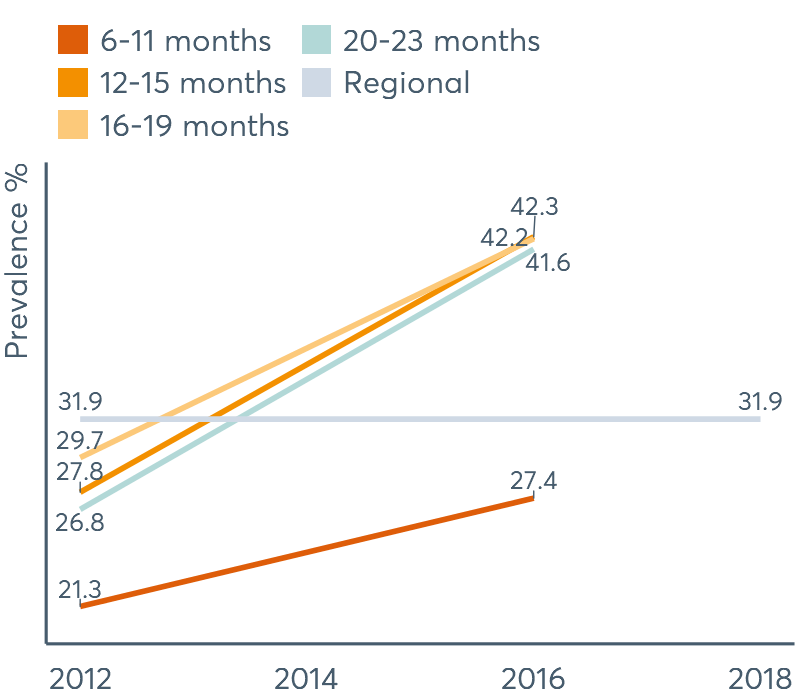 6-11 months
20-23 months
12-15 months
Regional
16-19 months
Prevalence %
42.3
42.2
41.6
31.9
31.9
29.7
27.8
27.4
26.8
21.3
2012
2014
2016
2018